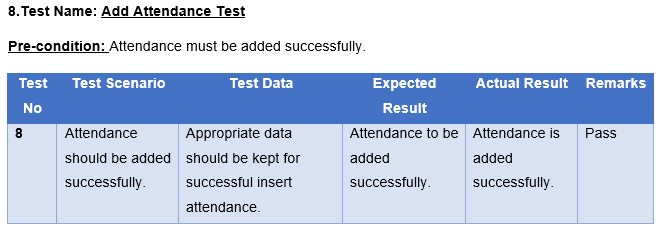 8.Test Name: Add Attendance Test
Pre-condition: Attendance must be added successfully.
Test No
Test Scenario
Test Data
Expected Result
Actual Result
Remarks
8
Attendance
should be added
successfully.
Appropriate data
should be kept for
successful insert
attendance.
Attendance to be
added
successfully.
Attendance is
added
successfully.
Pass